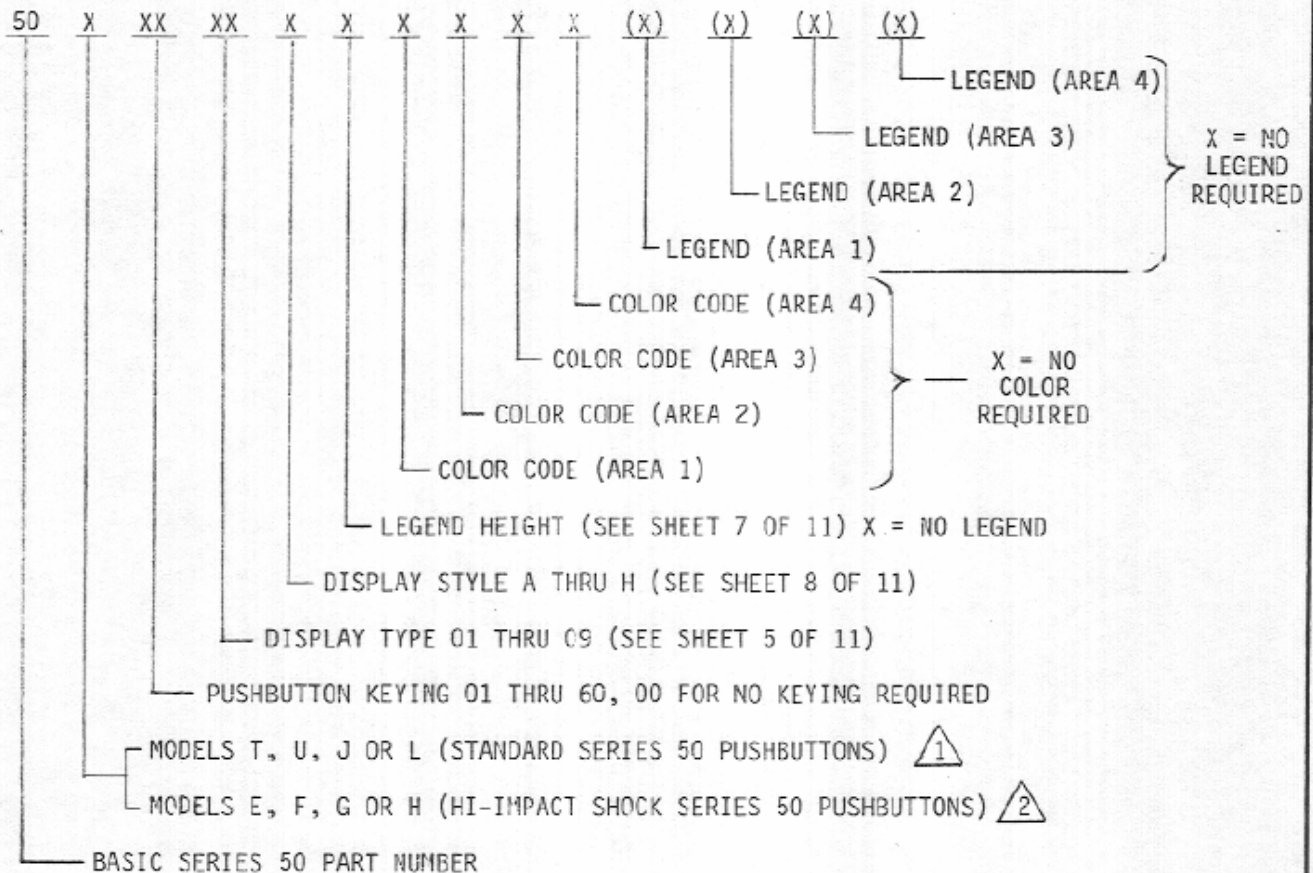 50 X XX XX X X X X X X (X) (X) (X) (X)
LEGEND (AREA 4)
LEGEND (AREA 3)
LEGEND (AREA 2)
LEGEND (AREA 1)
X = NO
LEGEND
REQUIRED
COLOR CODE (AREA 4)
COLOR CODE (AREA 3)
COLOR CODE (AREA 2)
COLOR CODE (AREA 1)
X = NO
COLOR
REQUIRED
LEGEND HEIGHT (SEE SHEET 7 OF 11) X = NO LEGEND
DISPLAY STYLE A THRU H (SEE SHEET 8 OF 11)
DISPLAY TYPE 01 THRU 09 (SEE SHEET 5 OF 11)
PUSHBUTTON KEYING 01 THRU 60, 00 FOR NO KEYING REQUIRED
MODELS T, U, J OR L (STANDARD SERIES 50 PUSHBUTTONS) 1
MODELS E, F, G OR H (HI-IMPACT SHOCK SERIES 50 PUSHBUTTONS) 2
BASIC SERIES 50 PART NUMBER